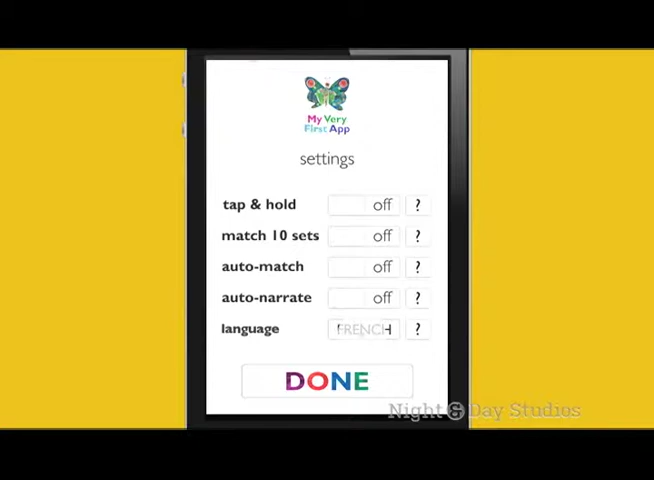 My Very
First App
settings
tap & hold off ?
match 10 sets off ?
auto-match off ?
auto-narrate off ?
language FRENCH ?
DONE
Night & Day Studios